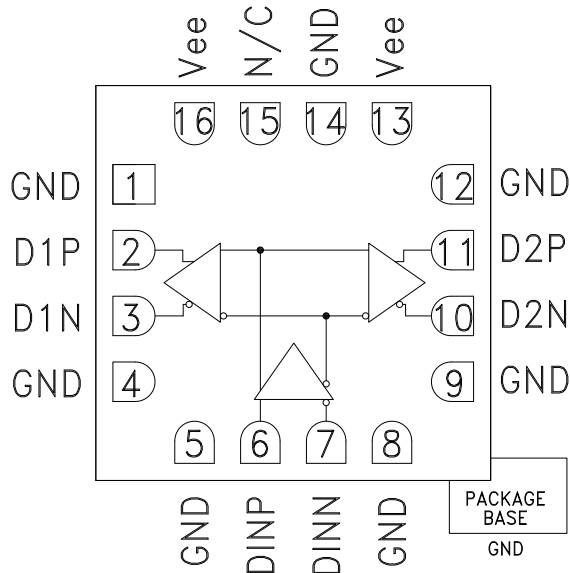 Vee N/C GND Vee
16 15 14 13
GND 1 12 GND
D1P 2 11 D2P
D1N 3 10 D2N
GND 4 9 GND
5 6 7 8
GND DINP DINN GND
PACKAGE
BASE
GND